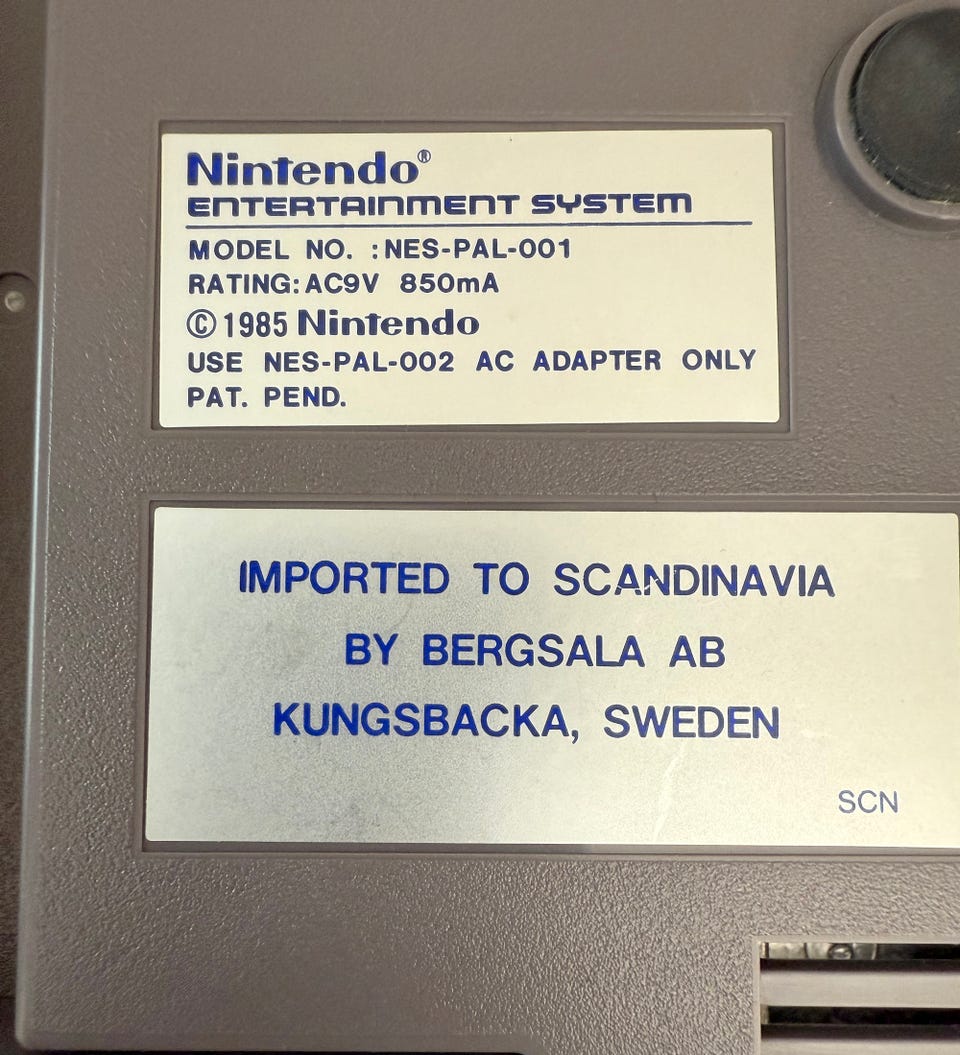 Nintendo®
ENTERTAINMENT SYSTEM
MODEL NO. :NES-PAL-001
RATING:AC9V 850mA
©1985 Nintendo
USE NES-PAL-002 AC ADAPTER ONLY
PAT. PEND.
IMPORTED TO SCANDINAVIA
BY BERGSALA AB
KUNGSBACKA, SWEDEN
SCN